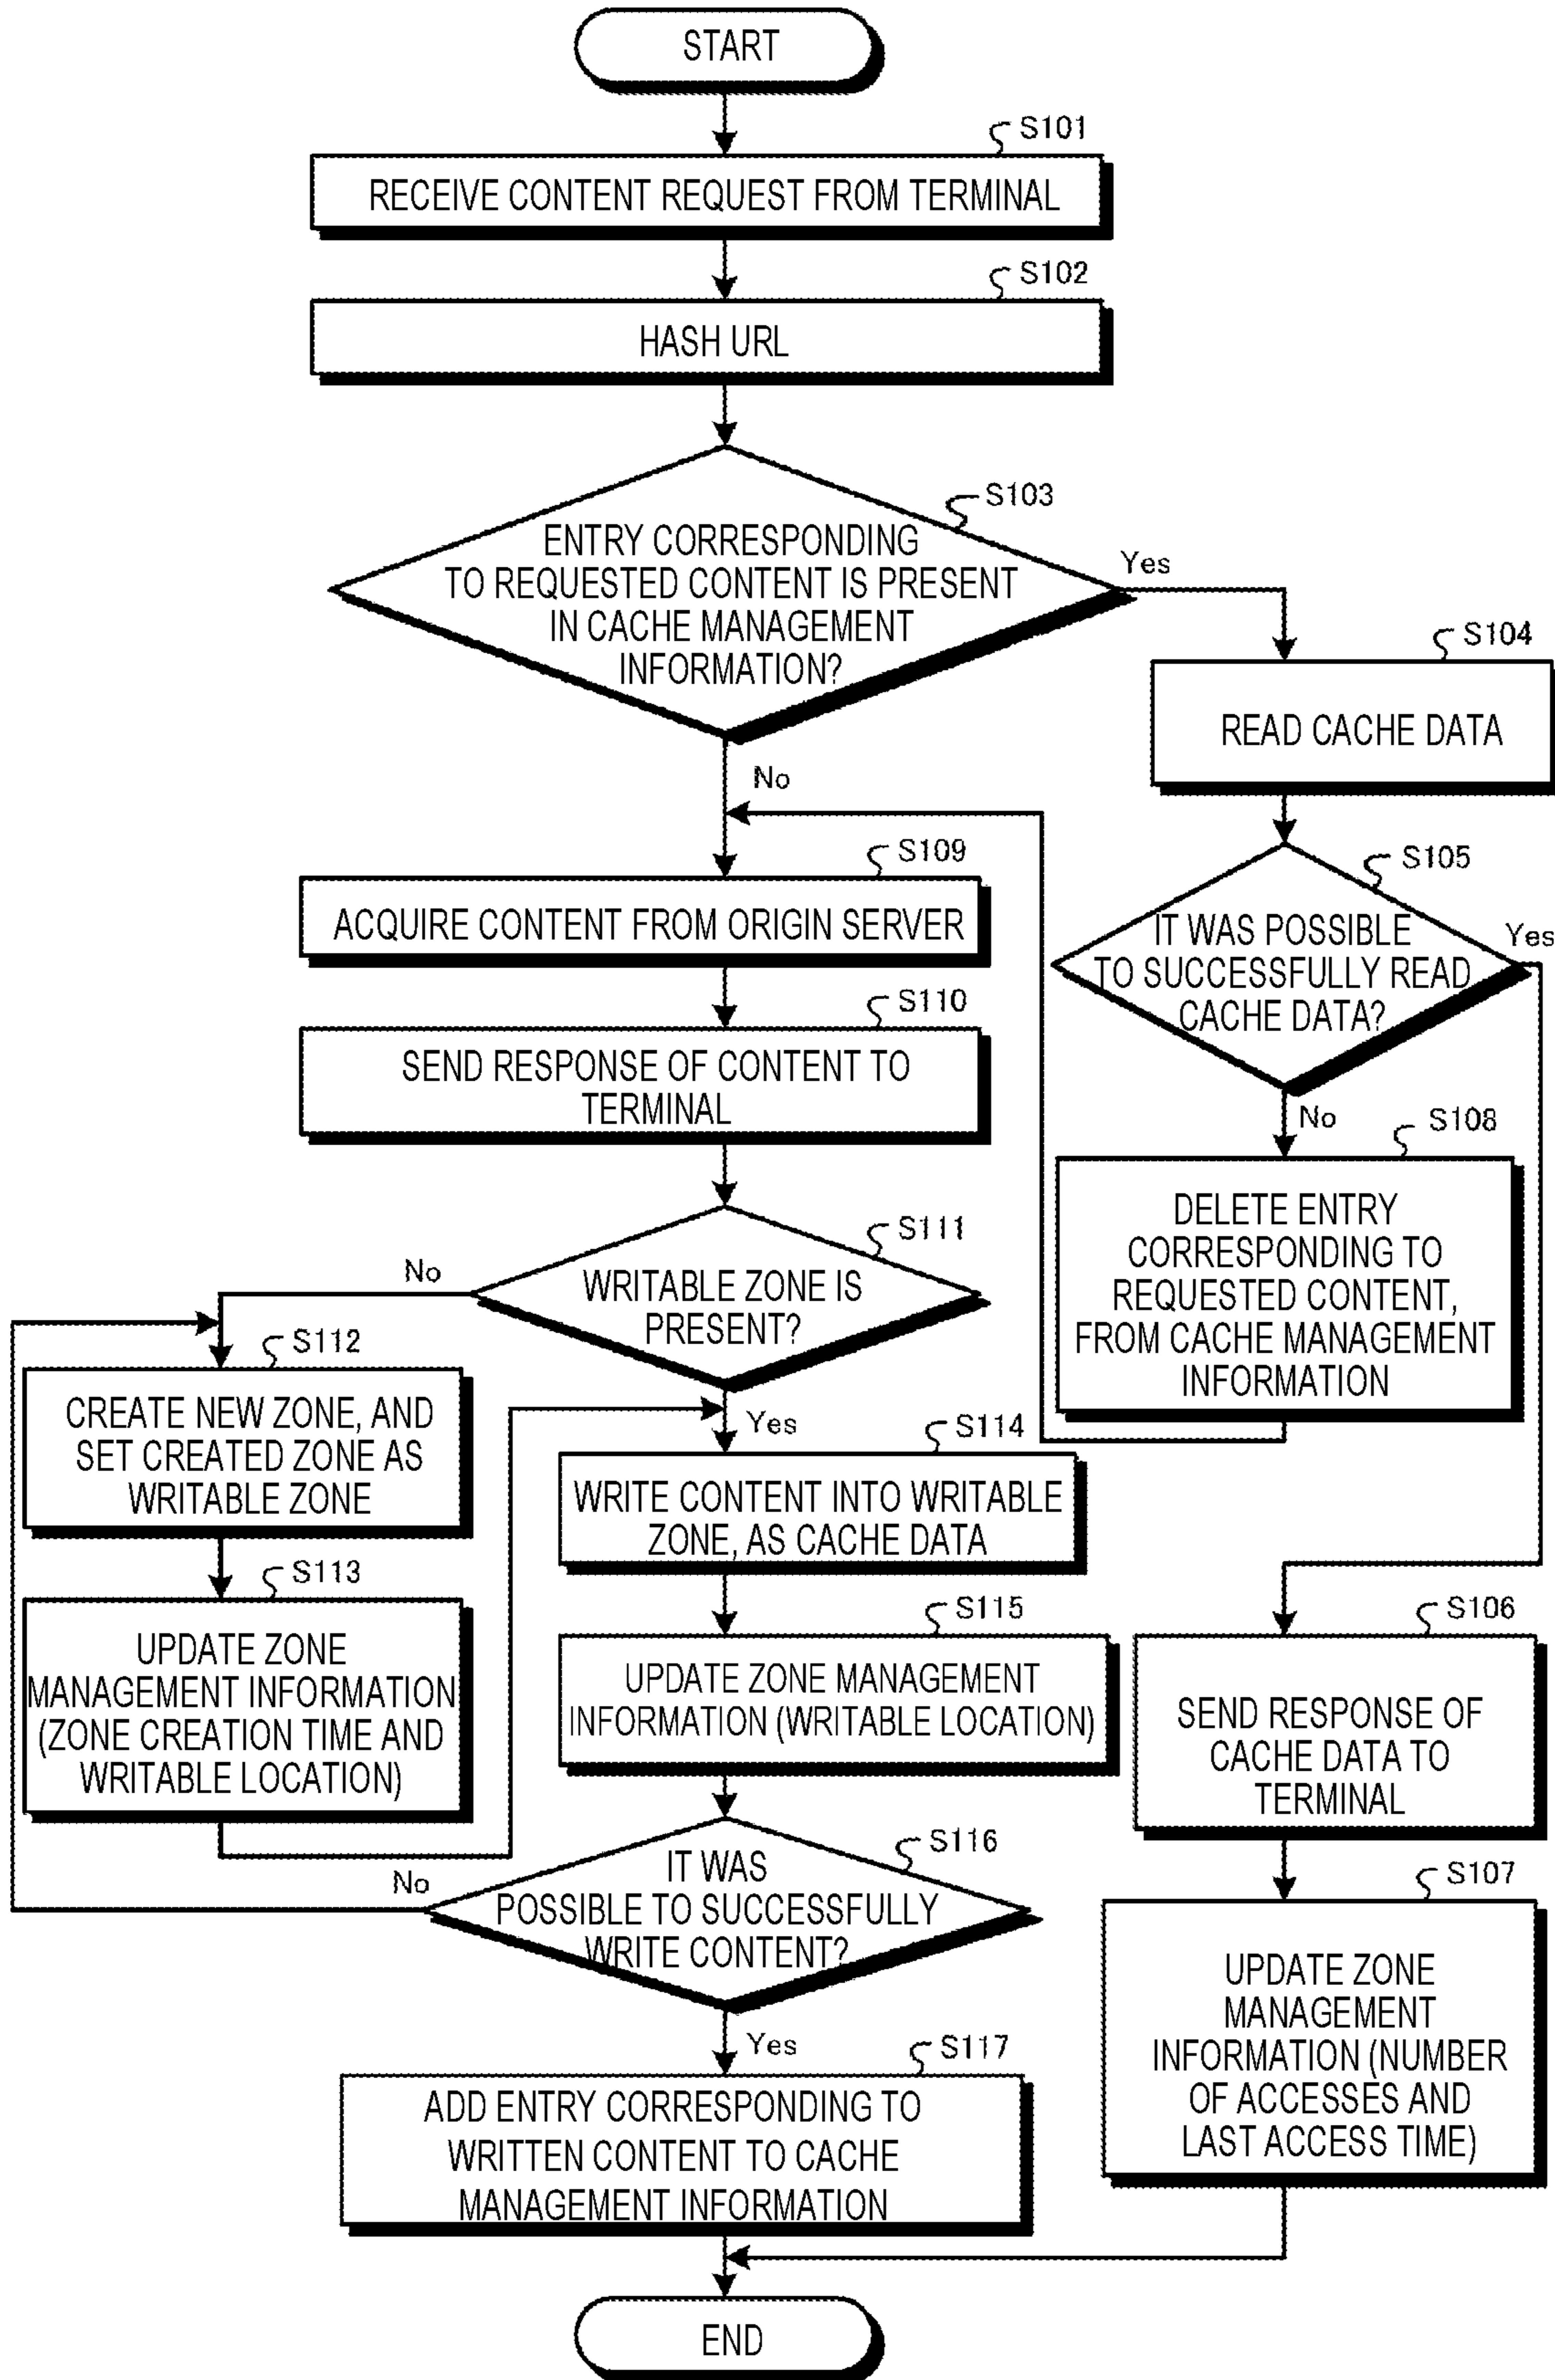 START
S101
RECEIVE CONTENT REQUEST FROM TERMINAL
S102
HASH URL
S103
ENTRY CORRESPONDING
TO REQUESTED CONTENT IS PRESENT
IN CACHE MANAGEMENT
INFORMATION?
Yes
No
S104
READ CACHE DATA
S105
IT WAS POSSIBLE
TO SUCCESSFULLY READ
CACHE DATA?
Yes
No
S108
DELETE ENTRY
CORRESPONDING TO
REQUESTED CONTENT,
FROM CACHE MANAGEMENT
INFORMATION
S109
ACQUIRE CONTENT FROM ORIGIN SERVER
S110
SEND RESPONSE OF CONTENT TO
TERMINAL
S111
WRITABLE ZONE IS
PRESENT?
No
Yes
S112
CREATE NEW ZONE, AND
SET CREATED ZONE AS
WRITABLE ZONE
S113
UPDATE ZONE
MANAGEMENT INFORMATION
(ZONE CREATION TIME AND
WRITABLE LOCATION)
S114
WRITE CONTENT INTO WRITABLE
ZONE, AS CACHE DATA
S115
UPDATE ZONE MANAGEMENT
INFORMATION (WRITABLE LOCATION)
S116
IT WAS
POSSIBLE TO SUCCESSFULLY
WRITE CONTENT?
No
Yes
S106
SEND RESPONSE OF
CACHE DATA TO
TERMINAL
S107
UPDATE ZONE
MANAGEMENT
INFORMATION (NUMBER
OF ACCESSES AND
LAST ACCESS TIME)
S117
ADD ENTRY CORRESPONDING TO
WRITTEN CONTENT TO CACHE
MANAGEMENT INFORMATION
END